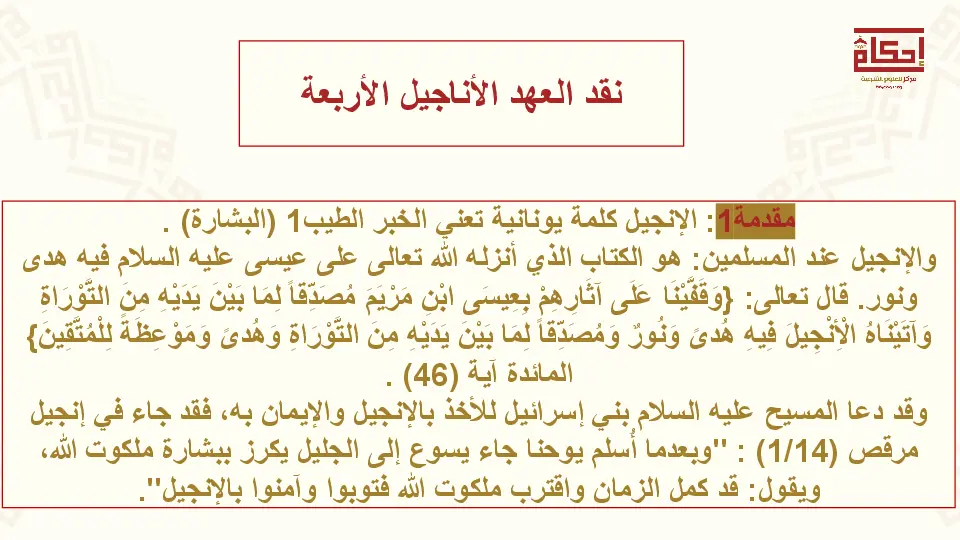 إحكام
مركز للعلوم الشرعية
نقد العهد الأناجيل الأربعة
مقدمة1: الإنجيل كلمة يونانية تعني الخبر الطيب1 (البشارة) .
والإنجيل عند المسلمين: هو الكتاب الذي أنزله الله تعالى على عيسى عليه السلام فيه هدى
ونور. قال تعالى: {وَقَفَّيْنَا عَلَى آثَارِهِمْ بِعِيسَى ابْنِ مَرْيَمَ مُصَدِّقاً لِمَا بَيْنَ يَدَيْهِ مِنَ التَّوْرَاةِ
وَآتَيْنَاهُ الْأِنْجِيلَ فِيهِ هُدىً وَنُورٌ وَمُصَدِّقاً لِمَا بَيْنَ يَدَيْهِ مِنَ التَّوْرَاةِ وَهُدىً وَمَوْعِظَةً لِلْمُتَّقِينَ}
المائدة آية (46) .
وقد دعا المسيح عليه السلام بني إسرائيل للأخذ بالإنجيل والإيمان به، فقد جاء في إنجيل
مرقص (1/14) : "وبعدما أُسلم يوحنا جاء يسوع إلى الجليل يكرز ببشارة ملكوت الله،
ويقول: قد كمل الزمان واقترب ملكوت الله فتوبوا وآمنوا بالإنجيل".